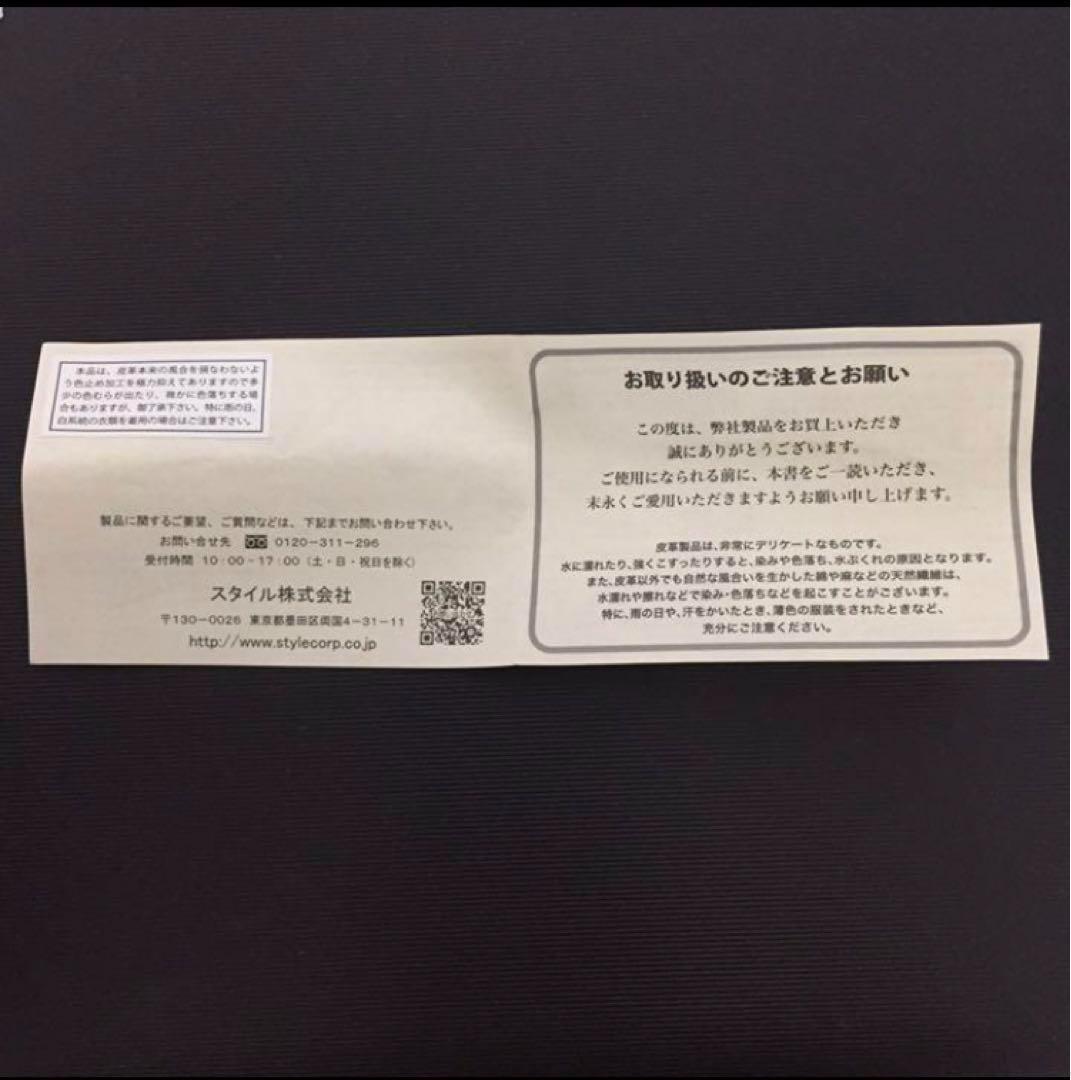 本品は、皮革本来の風合を損なわないよ
う色止め加工を極力抑えてありますので多
少の色むらが出たり、微かに色落ちする場
合もありますが、御了承下さい。特に雨の日、
白系統の衣類を着用の場合はご注意下さい。
製品に関するご要望、ご質問などは、下記までお問い合わせ下さい。
お問い合せ先 0120-311-296
受付時間 10:00-17:00（土・日・祝日を除く）
スタイル株式会社
〒130-0026 東京都墨田区両国4-31-11
http://www.stylecorp.co.jp
お取り扱いのご注意とお願い
この度は、弊社製品をお買上いただき
誠にありがとうございます。
ご使用になられる前に、本書をご一読いただき、
末永くご愛用いただきますようお願い申し上げます。
皮革製品は、非常にデリケートなものです。
水に濡れたり、強くこすったりすると、染みや色落ち、水ぶくれの原因となります。
また、皮革以外でも自然な風合いを生かした綿や麻などの天然繊維は、
水濡れや擦れなどで染み・色落ちなどを起こすことがございます。
特に、雨の日や、汗をかいたとき、薄色の服装をされたときなど、
充分にご注意ください。